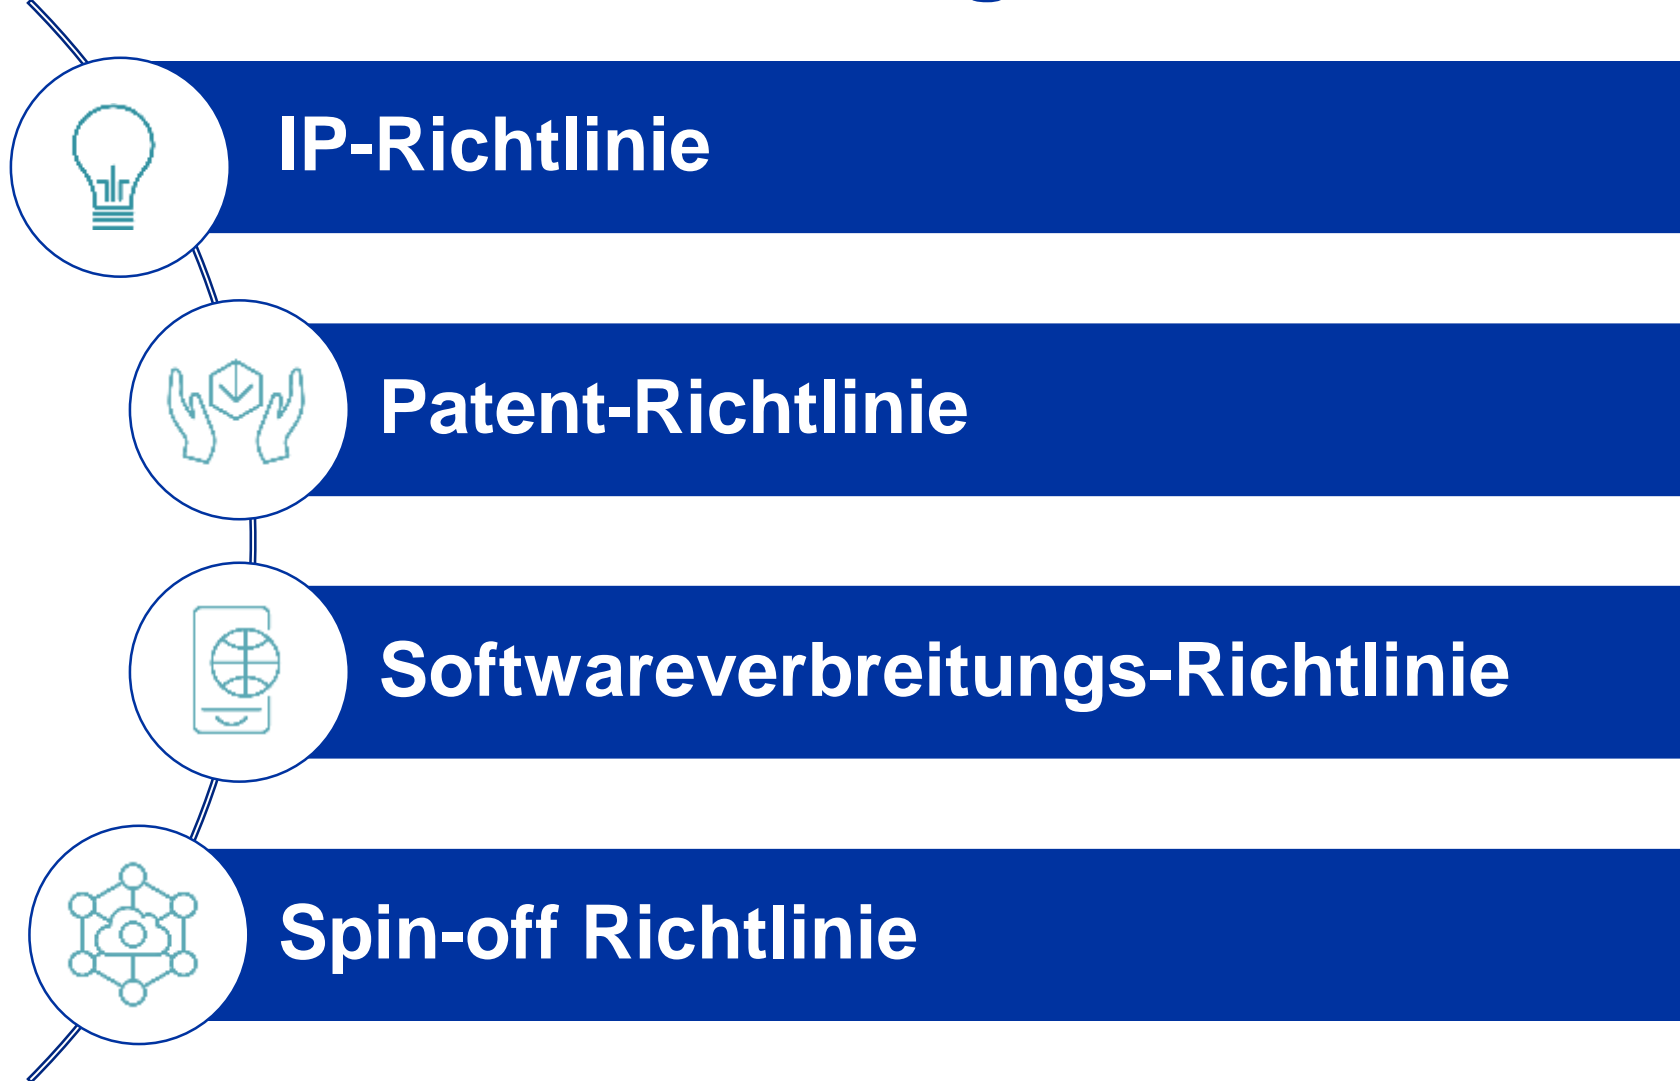 IP-Richtlinie
Patent-Richtlinie
Softwareverbreitungs-Richtlinie
Spin-off Richtlinie